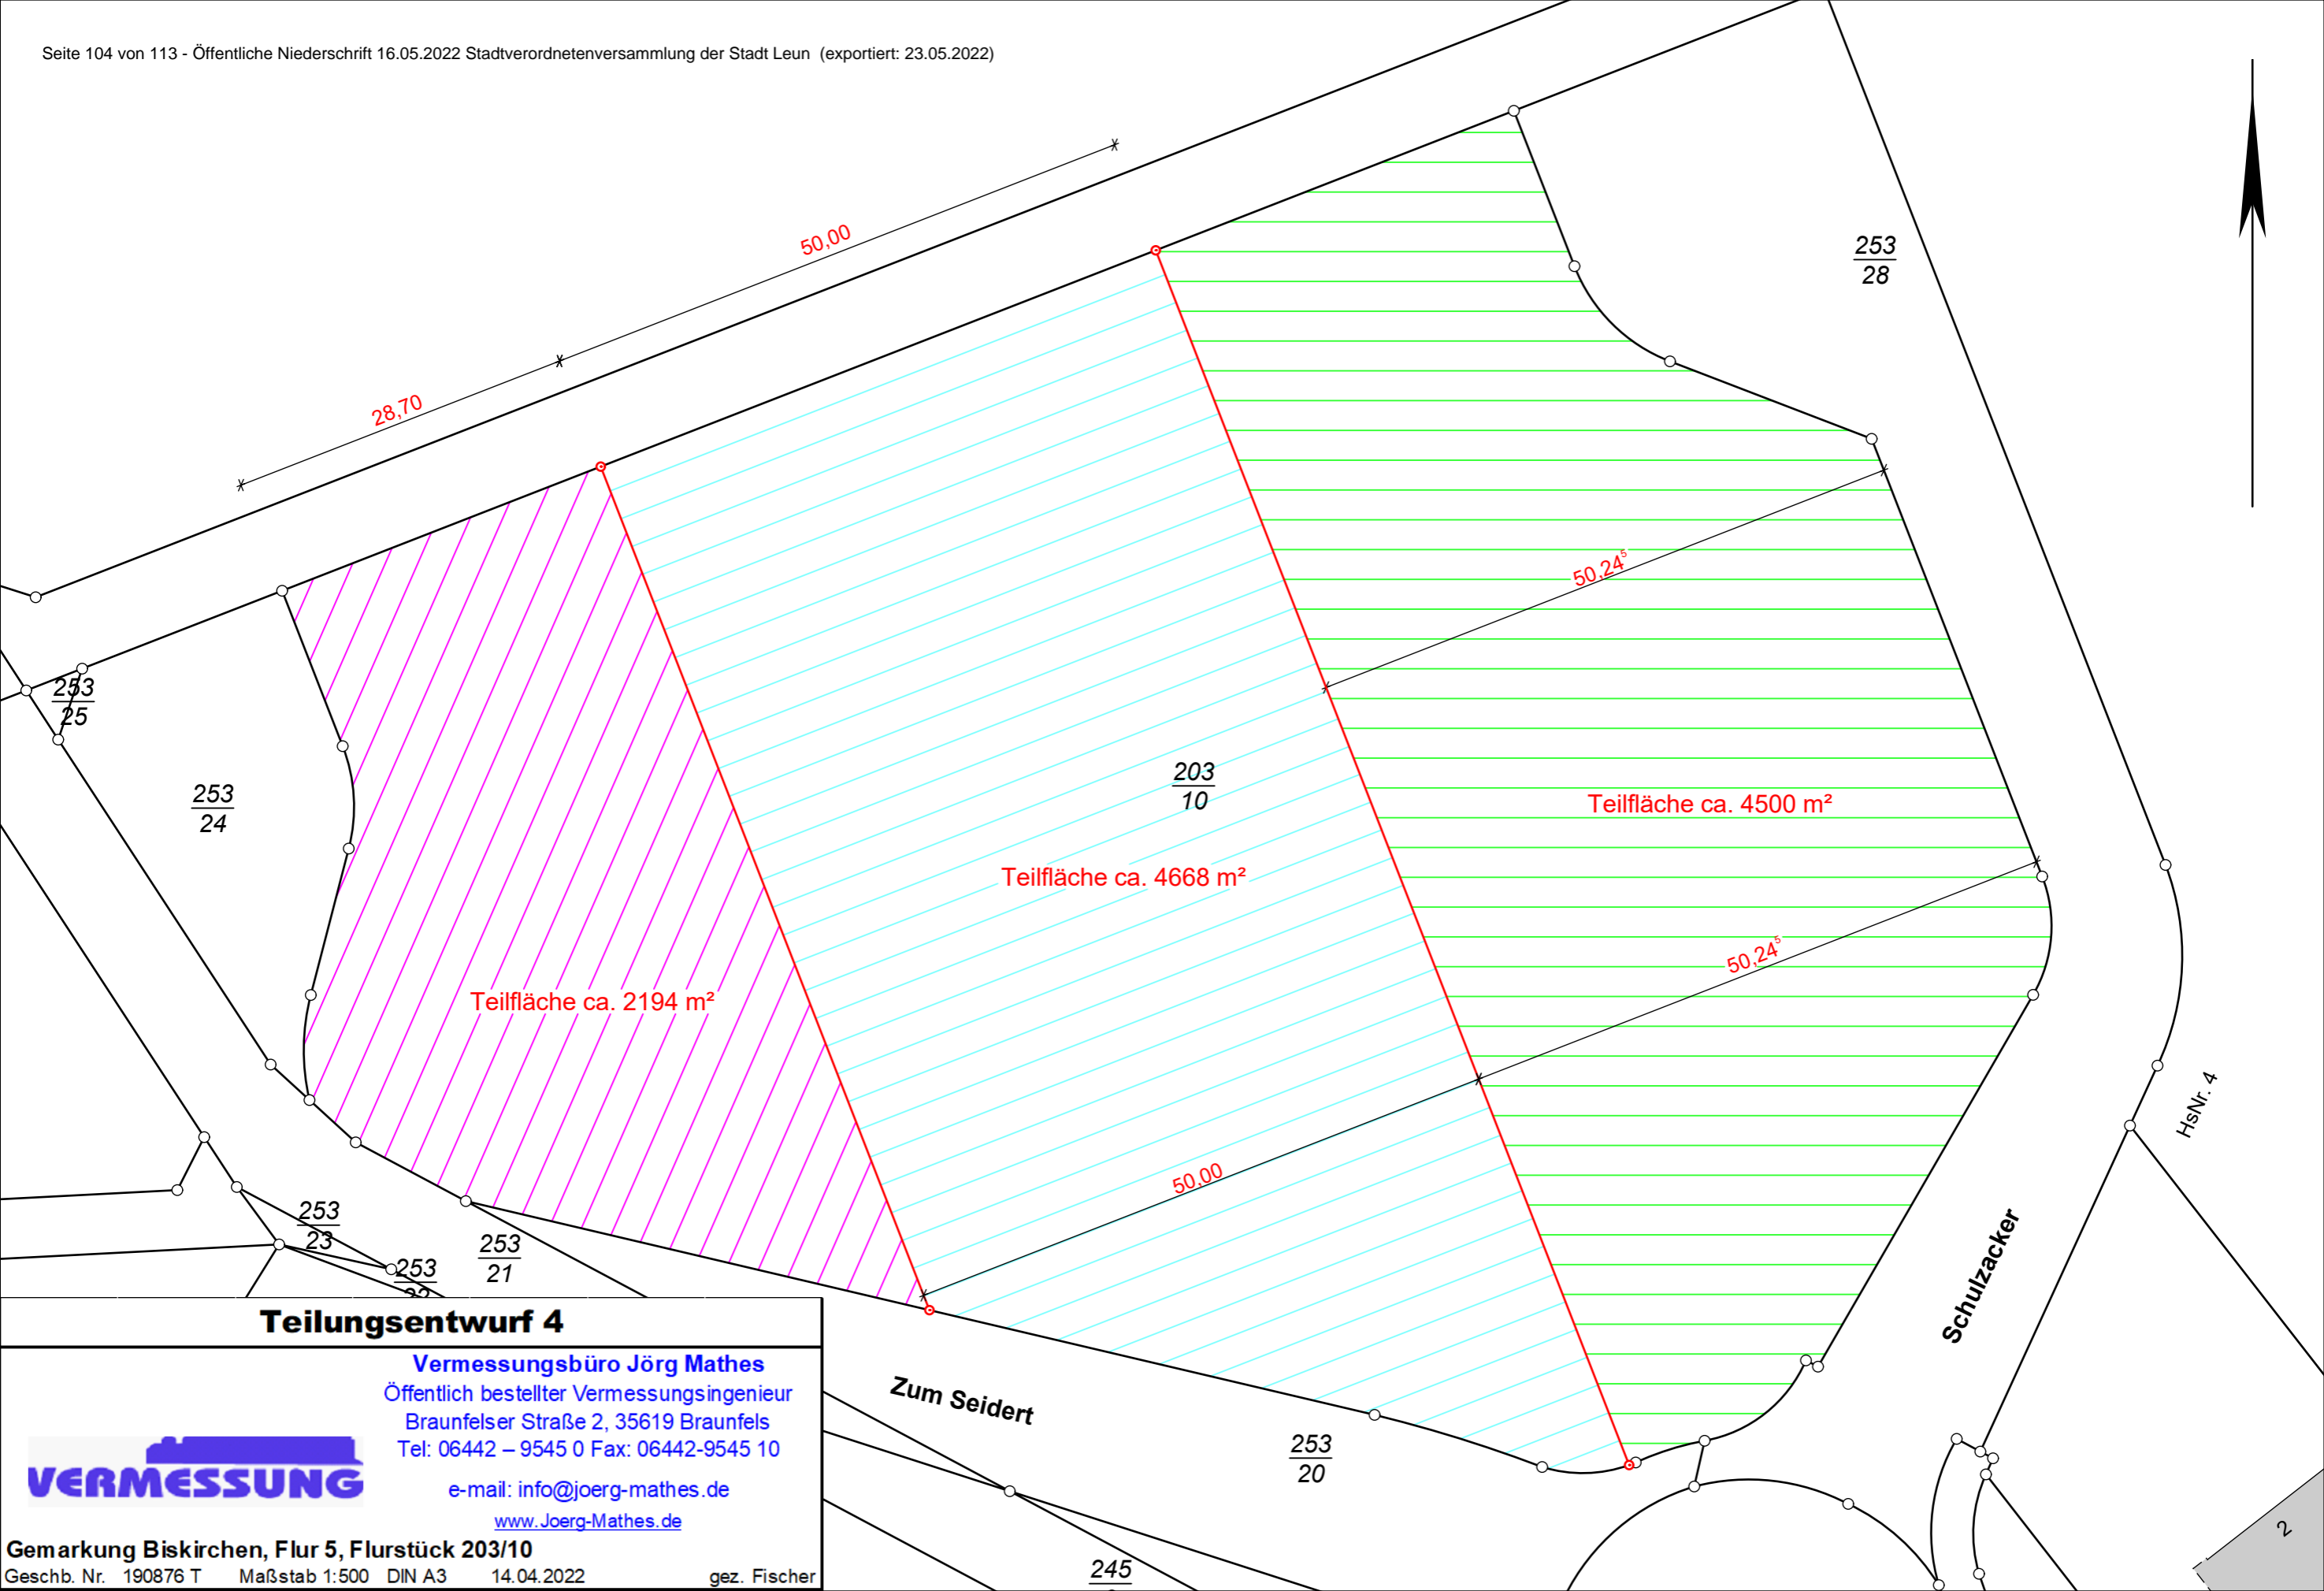 Seite 104 von 113 - Öffentliche Niederschrift 16.05.2022 Stadtverordnetenversammlung der Stadt Leun (exportiert: 23.05.2022)
50,00
28,70
253
28
50,24⁵
253
25
253
24
203
10
Teilfläche ca. 4500 m²
Teilfläche ca. 4668 m²
50,24⁵
Teilfläche ca. 2194 m²
HsNr. 4
50,00
253
23
253
21
253
22
Schulzacker
Zum Seidert
253
20
245
2
Teilungsentwurf 4
Vermessungsbüro Jörg Mathes
Öffentlich bestellter Vermessungsingenieur
Braunfelser Straße 2, 35619 Braunfels
Tel: 06442 – 9545 0 Fax: 06442-9545 10
e-mail: info@joerg-mathes.de
www.Joerg-Mathes.de
VERMESSUNG
Gemarkung Biskirchen, Flur 5, Flurstück 203/10
Geschb. Nr. 190876 T Maßstab 1:500 DIN A3 14.04.2022 gez. Fischer